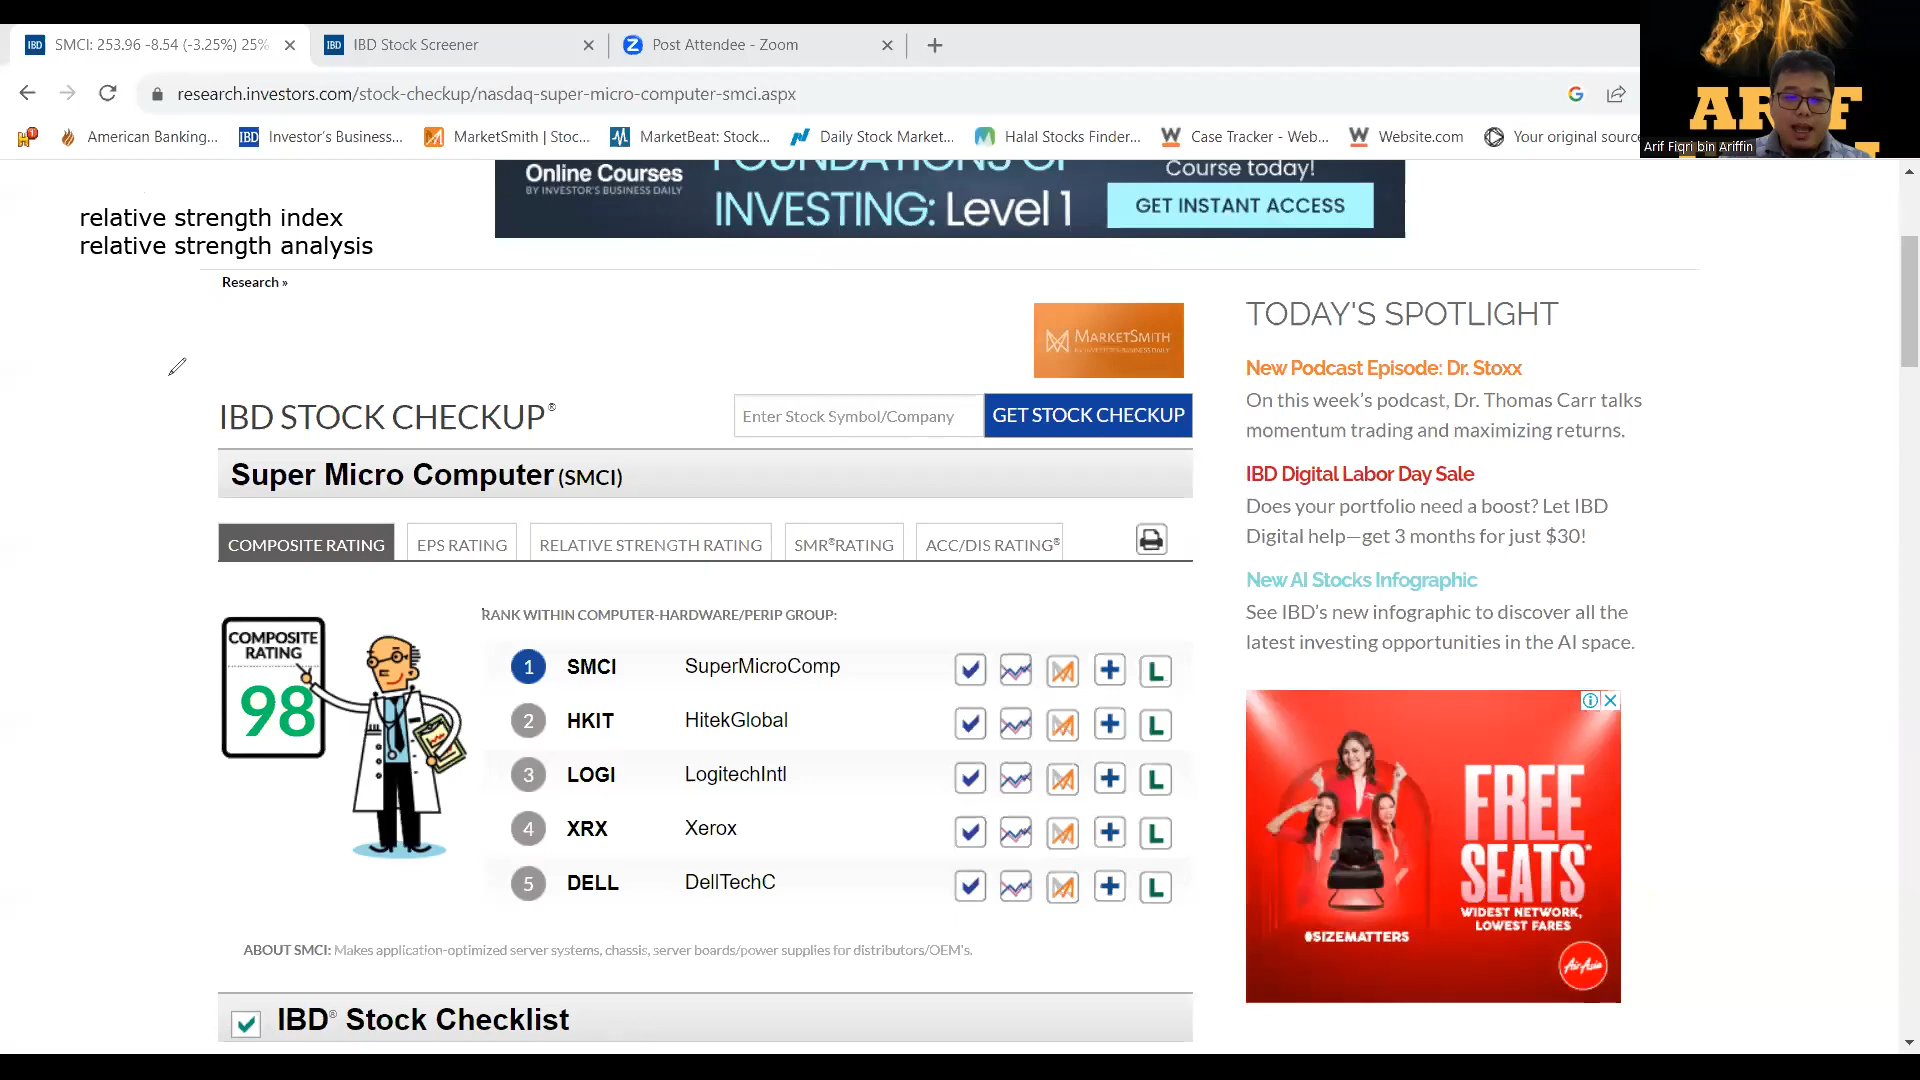 SMCI: 253.96 -8.54 (-3.25%) 25%
IBD Stock Screener
Post Attendee - Zoom
research.investors.com/stock-checkup/nasdaq-super-micro-computer-smci.aspx
American Banking...
Investor's Business...
MarketSmith | Stoc...
MarketBeat: Stock...
Daily Stock Market...
Halal Stocks Finder...
Case Tracker - Web...
Website.com
Your original source
Arif Fiqri bin Ariffin
Online Courses
BY INVESTOR'S BUSINESS DAILY
FOUNDATIONS OF
INVESTING: Level 1
Course today!
GET INSTANT ACCESS
relative strength index
relative strength analysis
Research »
MARKETSMITH
BY INVESTOR'S BUSINESS DAILY
IBD STOCK CHECKUP®
Enter Stock Symbol/Company
GET STOCK CHECKUP
Super Micro Computer (SMCI)
COMPOSITE RATING
EPS RATING
RELATIVE STRENGTH RATING
SMR® RATING
ACC/DIS RATING®
COMPOSITE
RATING
98
RANK WITHIN COMPUTER-HARDWARE/PERIP GROUP:
1 SMCI SuperMicroComp
2 HKIT HitekGlobal
3 LOGI LogitechIntl
4 XRX Xerox
5 DELL DellTechC
ABOUT SMCI: Makes application-optimized server systems, chassis, server boards/power supplies for distributors/OEM's.
IBD® Stock Checklist
TODAY'S SPOTLIGHT
New Podcast Episode: Dr. Stoxx
On this week's podcast, Dr. Thomas Carr talks
momentum trading and maximizing returns.
IBD Digital Labor Day Sale
Does your portfolio need a boost? Let IBD
Digital help—get 3 months for just $30!
New AI Stocks Infographic
See IBD's new infographic to discover all the
latest investing opportunities in the AI space.
FREE
SEATS*
WIDEST NETWORK,
LOWEST FARES
#SIZEMATTERS
AirAsia